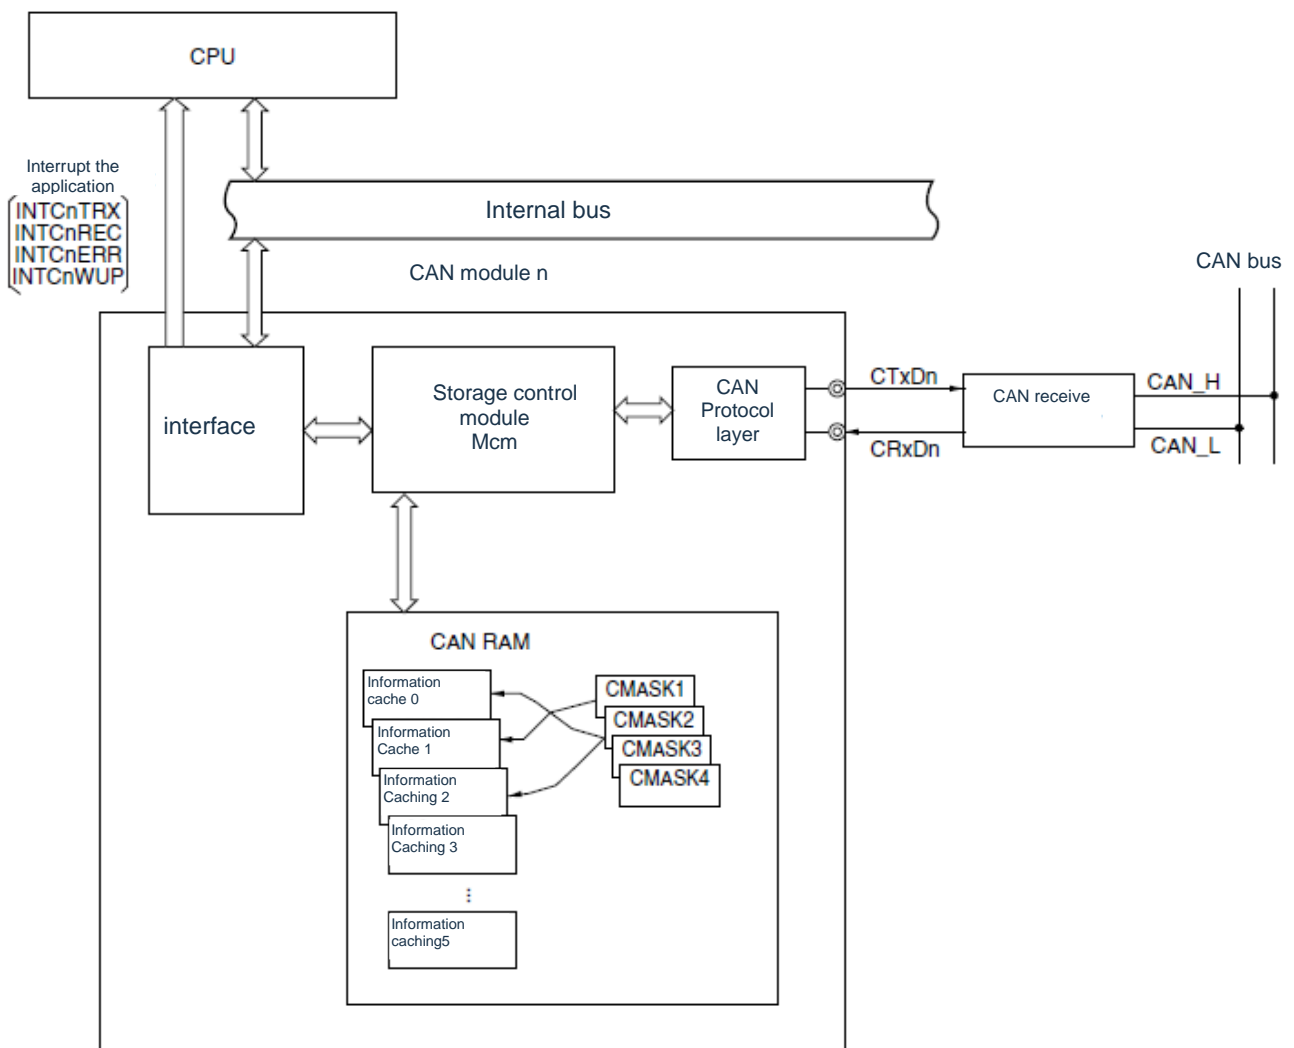 CPU
Interrupt the
application
INTCnTRX
INTCnREC
INTCnERR
INTCnWUP
Internal bus
CAN module n
CAN bus
interface
Storage control
module
Mcm
CAN
Protocol
layer
CTxDn
CRxDn
CAN receive
CAN_H
CAN_L
CAN RAM
Information
cache 0
Information
Cache 1
Information
Caching 2
Information
Caching 3
⋮
Information
caching5
CMASK1
CMASK2
CMASK3
CMASK4